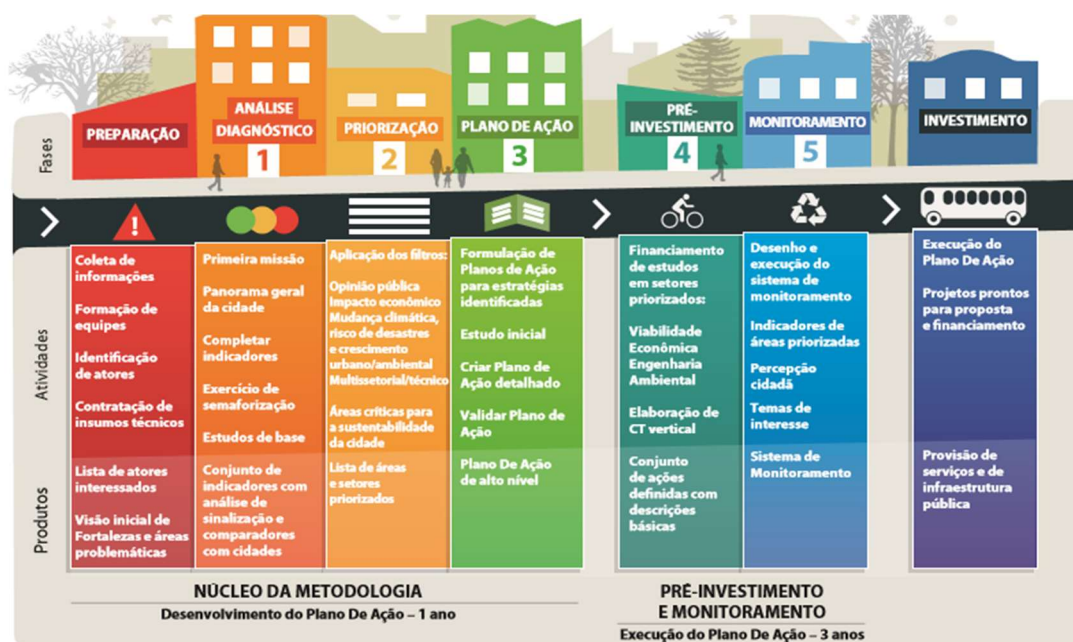 Fases
PREPARAÇÃO
ANÁLISE
DIAGNÓSTICO
1
PRIORIZAÇÃO
2
PLANO DE AÇÃO
3
PRÉ-
INVESTIMENTO
4
MONITORAMENTO
5
INVESTIMENTO
!
Atividades
Coleta de
informações
Formação de
equipes
Identificação
de atores
Contratação de
insumos técnicos
Primeira missão
Panorama geral
da cidade
Completar
indicadores
Exercício de
semaforização
Estudos de base
Aplicação dos filtros:
Opinião pública
Impacto econômico
Mudança climática,
risco de desastres
e crescimento
urbano/ambiental
Multissetorial/técnico
Áreas críticas para
a sustentabilidade
da cidade
Formulação de
Planos de Ação
para estratégias
identificadas
Estudo inicial
Criar Plano de
Ação detalhado
Validar Plano de
Ação
Financiamento
de estudos
em setores
priorizados:
Viabilidade
Econômica
Engenharia
Ambiental
Elaboração de
CT vertical
Desenho e
execução do
sistema de
monitoramento
Indicadores de
áreas priorizadas
Percepção
cidadã
Temas de
interesse
Execução do
Plano De Ação
Projetos prontos
para proposta
e financiamento
Produtos
Lista de atores
interessados
Visão inicial de
Fortalezas e áreas
problemáticas
Conjunto de
indicadores com
análise de
sinalização e
comparadores
com cidades
Lista de áreas
e setores
priorizados
Plano De Ação
de alto nível
Conjunto
de ações
definidas com
descrições
básicas
Sistema de
Monitoramento
Provisão de
serviços e de
infraestrutura
pública
NÚCLEO DA METODOLOGIA
Desenvolvimento do Plano De Ação – 1 ano
PRÉ-INVESTIMENTO
E MONITORAMENTO
Execução do Plano De Ação – 3 anos